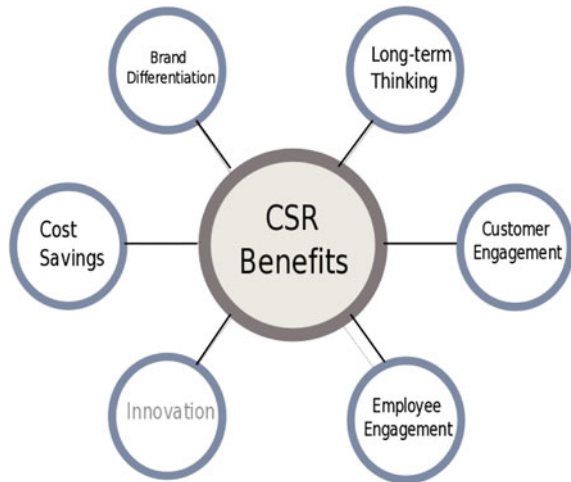 Brand
Differentiation
Long-term
Thinking
Cost
Savings
CSR
Benefits
Customer
Engagement
Innovation
Employee
Engagement